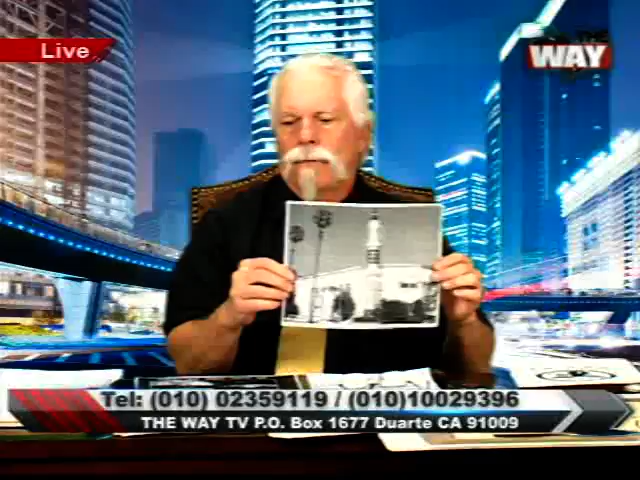 Live
WAY
Tel: (010) 02359119 / (010)10029396
THE WAY TV P.O. Box 1677 Duarte CA 91009